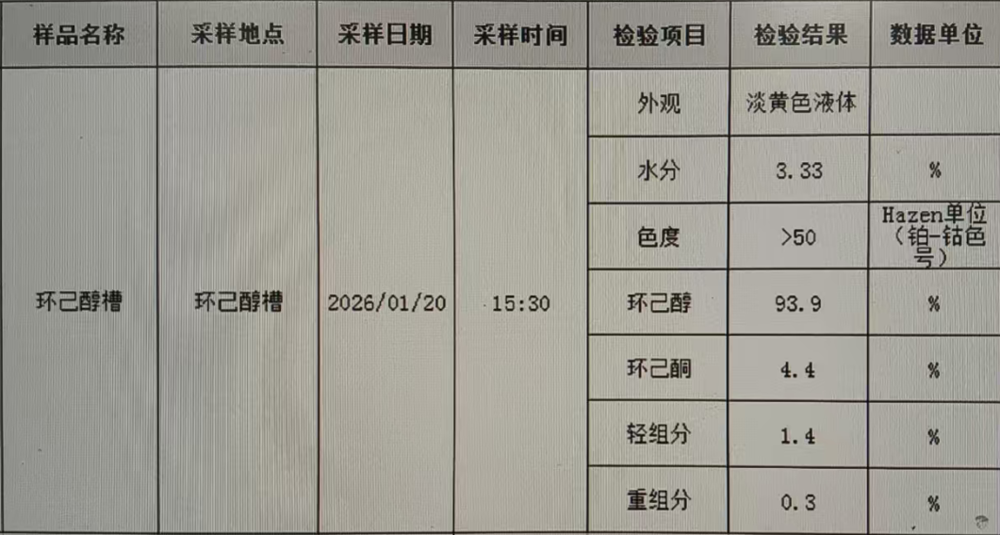 样品名称 采样地点 采样日期 采样时间 检验项目 检验结果 数据单位
外观 淡黄色液体
水分 3.33 %
色度 >50 Hazen单位
（铂-钴色
号）
环己醇槽 环己醇槽 2026/01/20 15:30 环己醇 93.9 %
环己酮 4.4 %
轻组分 1.4 %
重组分 0.3 %